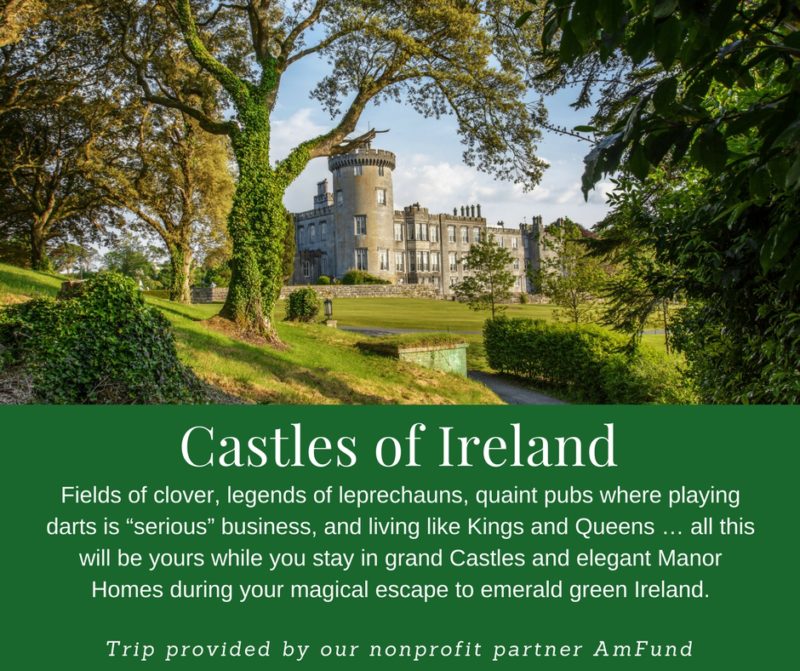 Castles of Ireland
Fields of clover, legends of leprechauns, quaint pubs where playing
darts is “serious” business, and living like Kings and Queens … all this
will be yours while you stay in grand Castles and elegant Manor
Homes during your magical escape to emerald green Ireland.
Trip provided by our nonprofit partner AmFund